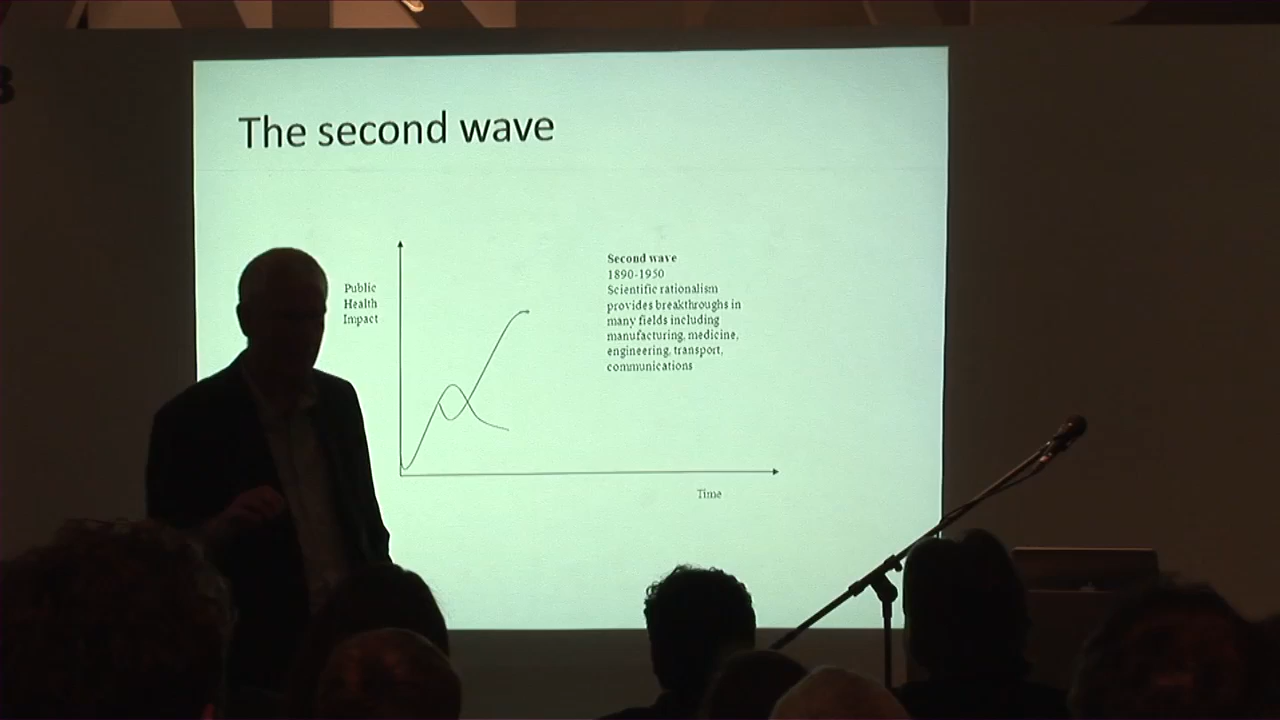 The second wave
Public
Health
Impact
Second wave
1890-1950
Scientific rationalism
provides breakthroughs in
many fields including
manufacturing, medicine,
engineering, transport,
communications
Time